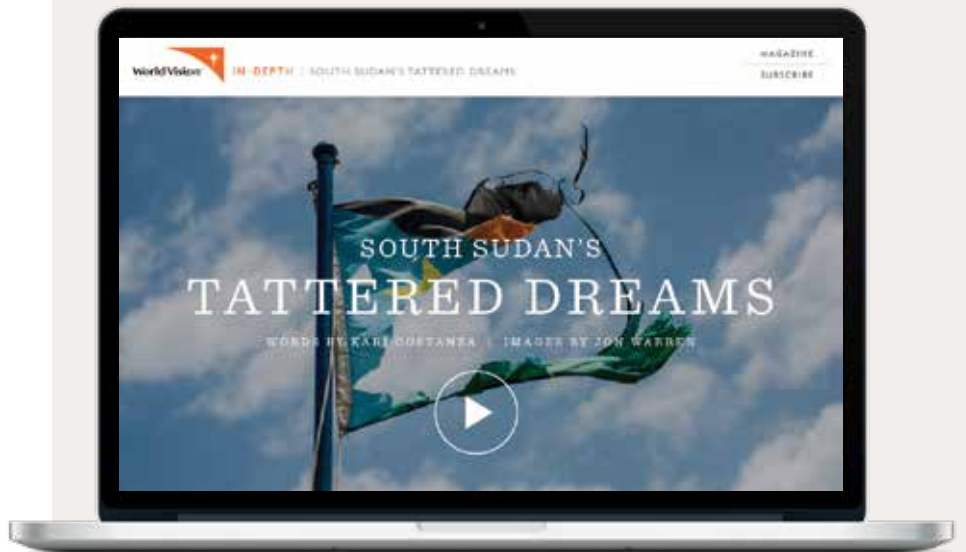 World Vision
IN-DEPTH | SOUTH SUDAN'S TATTERED DREAMS
MAGAZINE
SUBSCRIBE
SOUTH SUDAN'S
TATTERED DREAMS
WORDS BY KARI COSTANZA | IMAGES BY JON WARREN